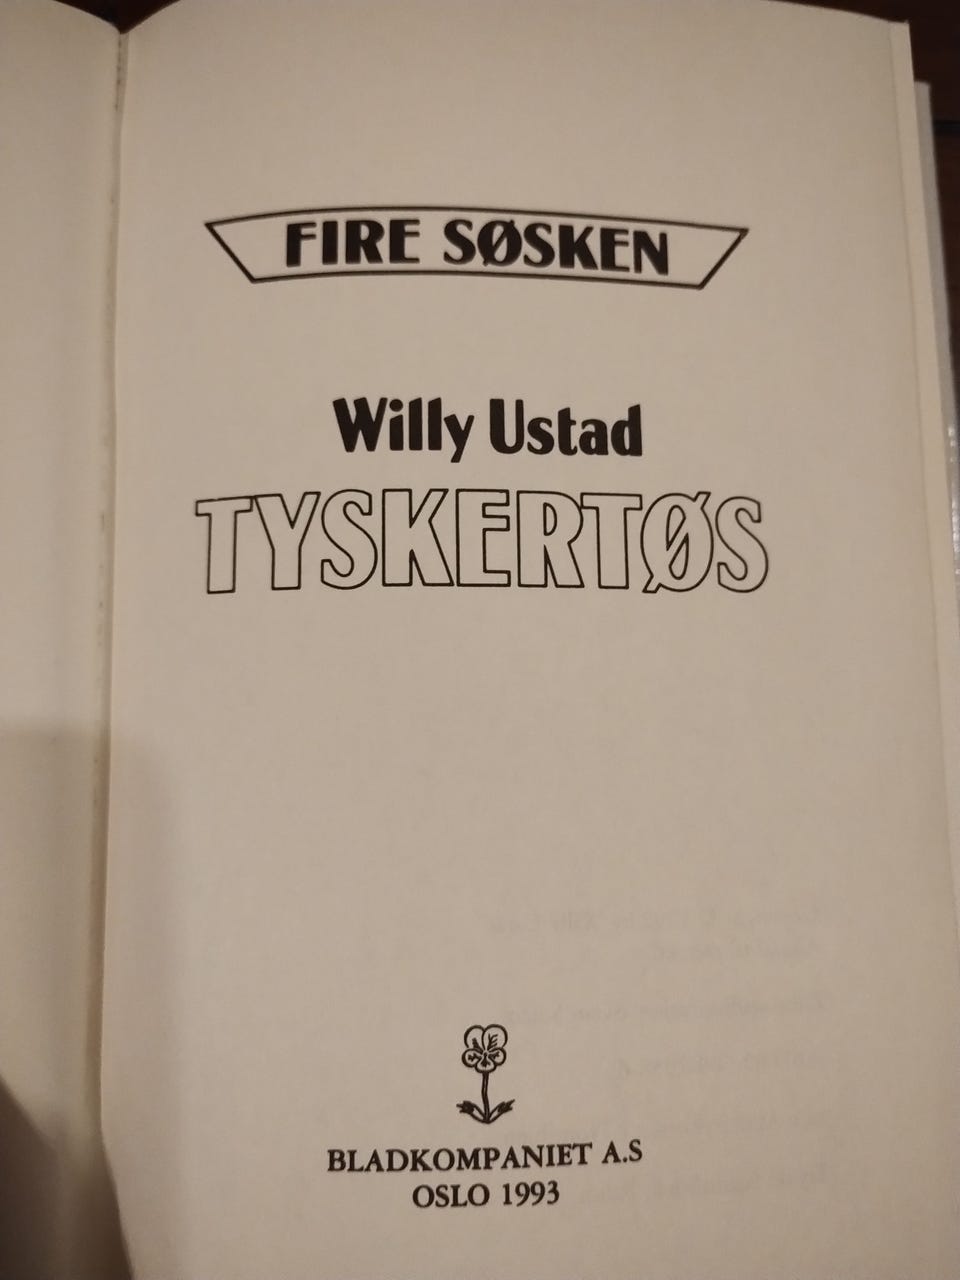 FIRE SØSKEN
Willy Ustad
TYSKERTØS
BLADKOMPANIET A.S
OSLO 1993